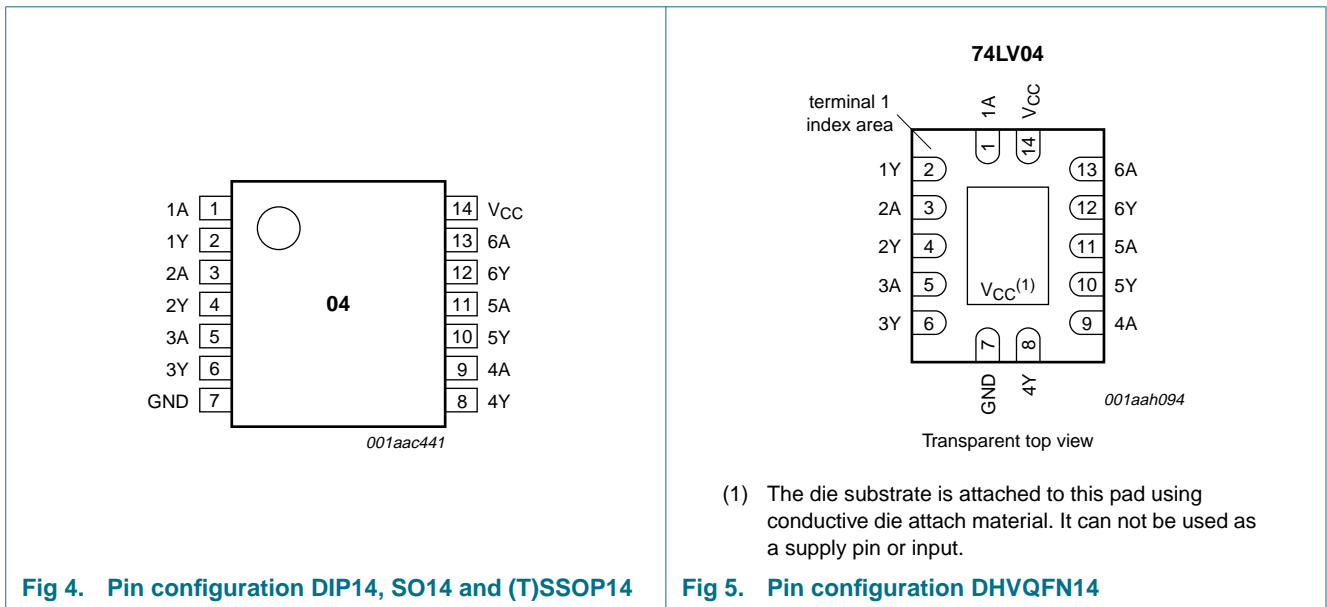 1A 1
1Y 2
2A 3
2Y 4
3A 5
3Y 6
GND 7
04
14 VCC
13 6A
12 6Y
11 5A
10 5Y
9 4A
8 4Y
001aac441
Fig 4. Pin configuration DIP14, SO14 and (T)SSOP14
74LV04
terminal 1
index area
1A
VCC
1
14
1Y 2
2A 3
2Y 4
3A 5
3Y 6
13 6A
12 6Y
11 5A
10 5Y
9 4A
VCC(1)
7
8
GND
4Y
001aah094
Transparent top view
(1) The die substrate is attached to this pad using
conductive die attach material. It can not be used as
a supply pin or input.
Fig 5. Pin configuration DHVQFN14